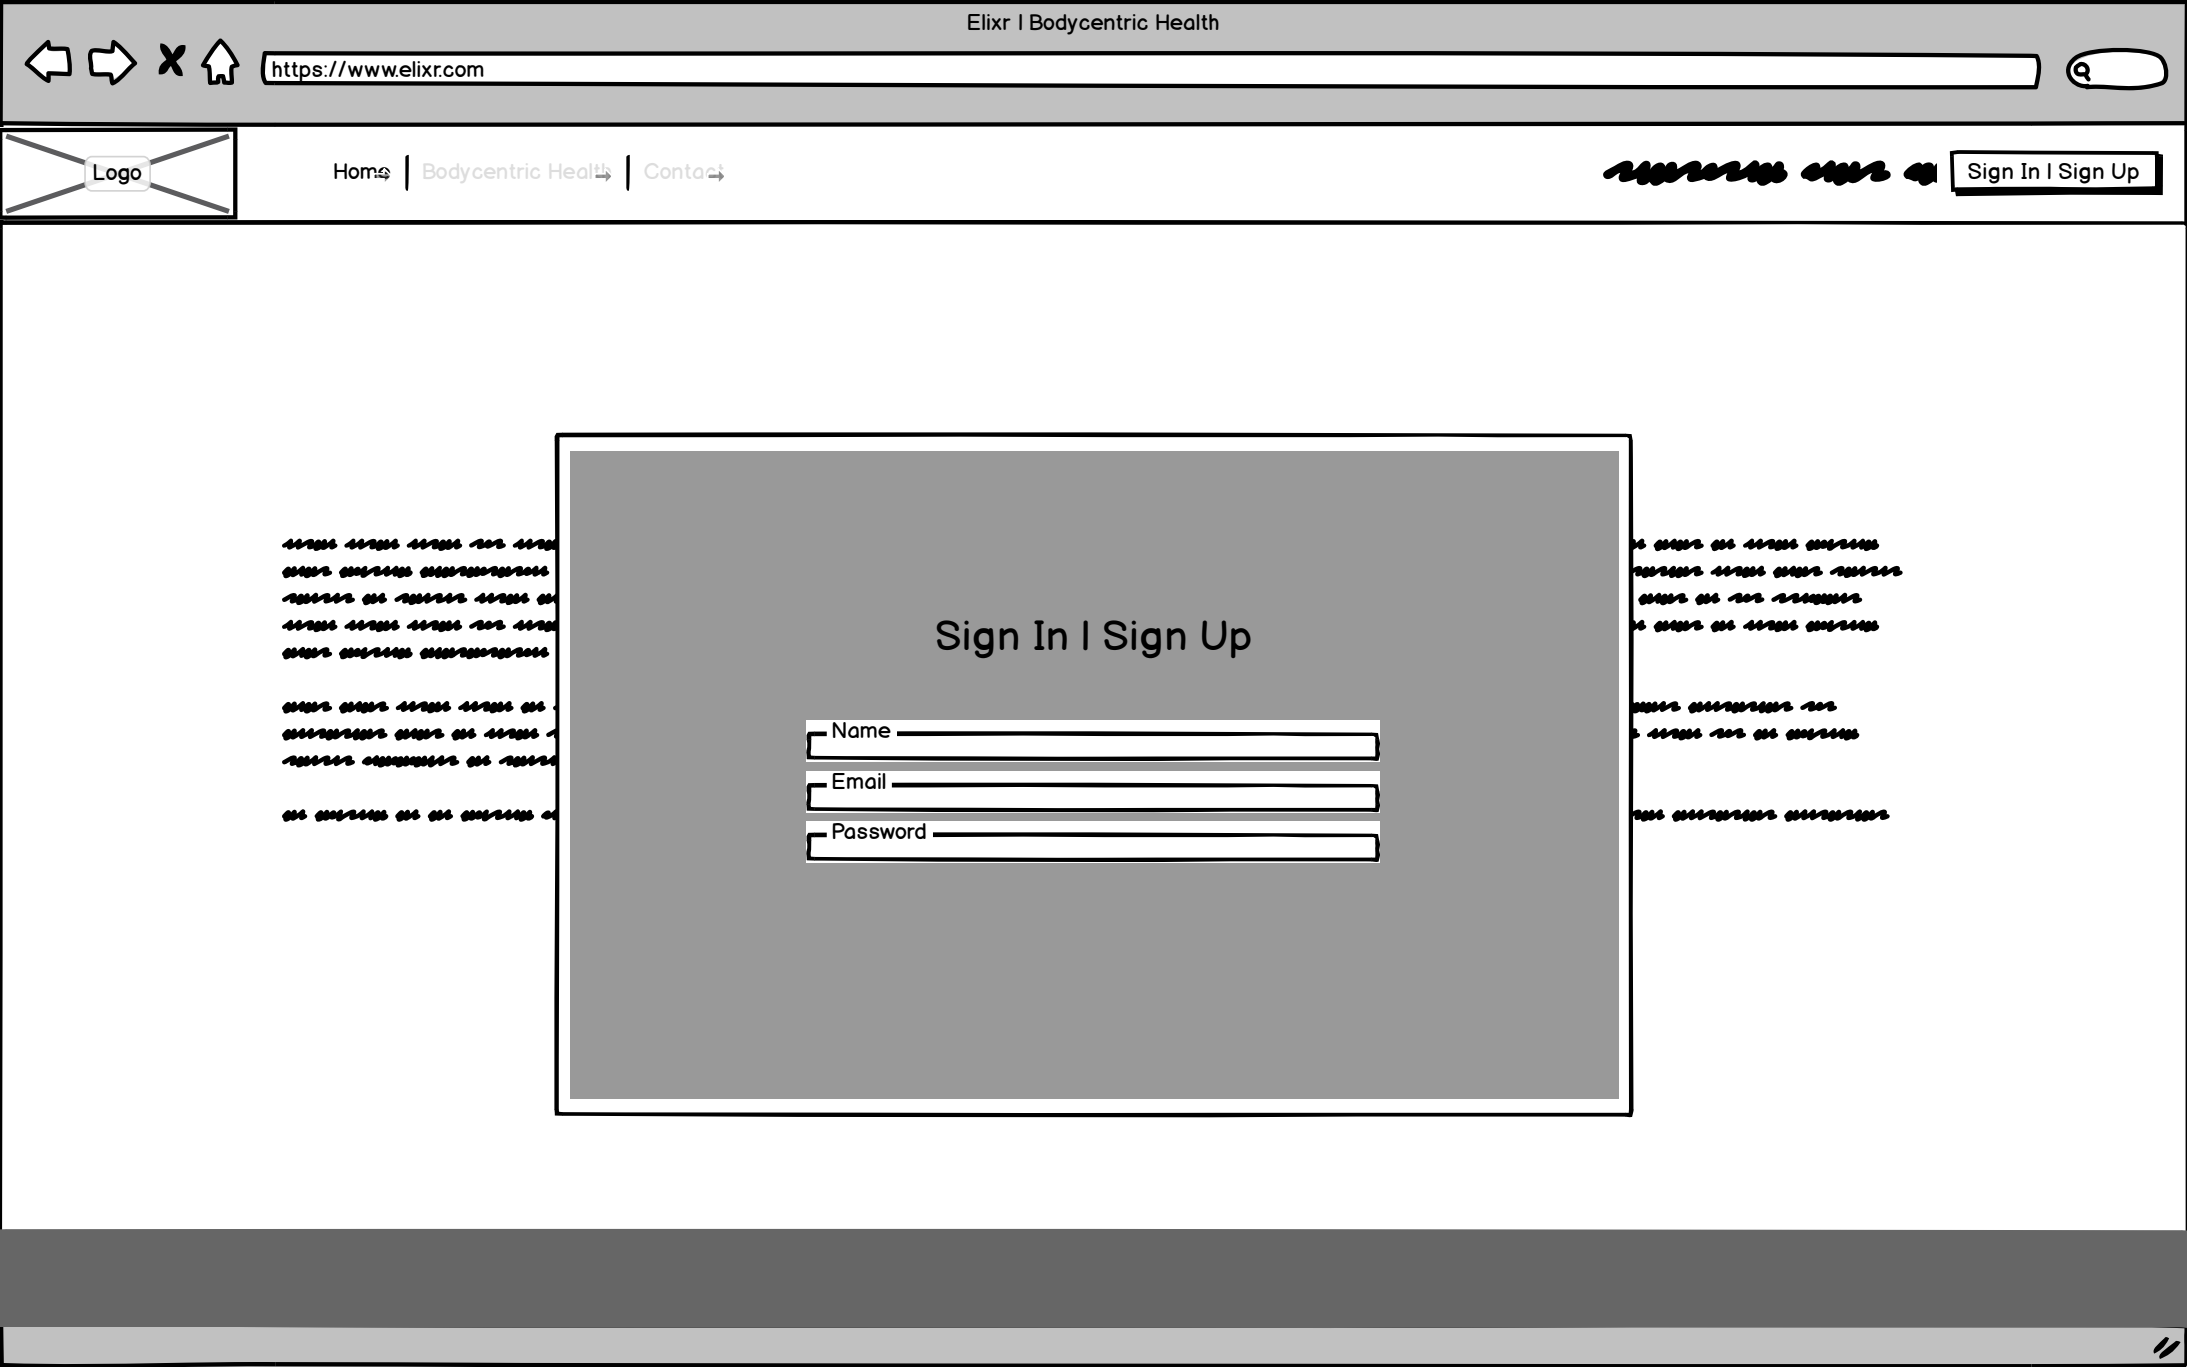 Elixr | Bodycentric Health
https://www.elixr.com
Logo
Home
Bodycentric Health
Contact
Sign In | Sign Up
Sign In | Sign Up
Name
Email
Password